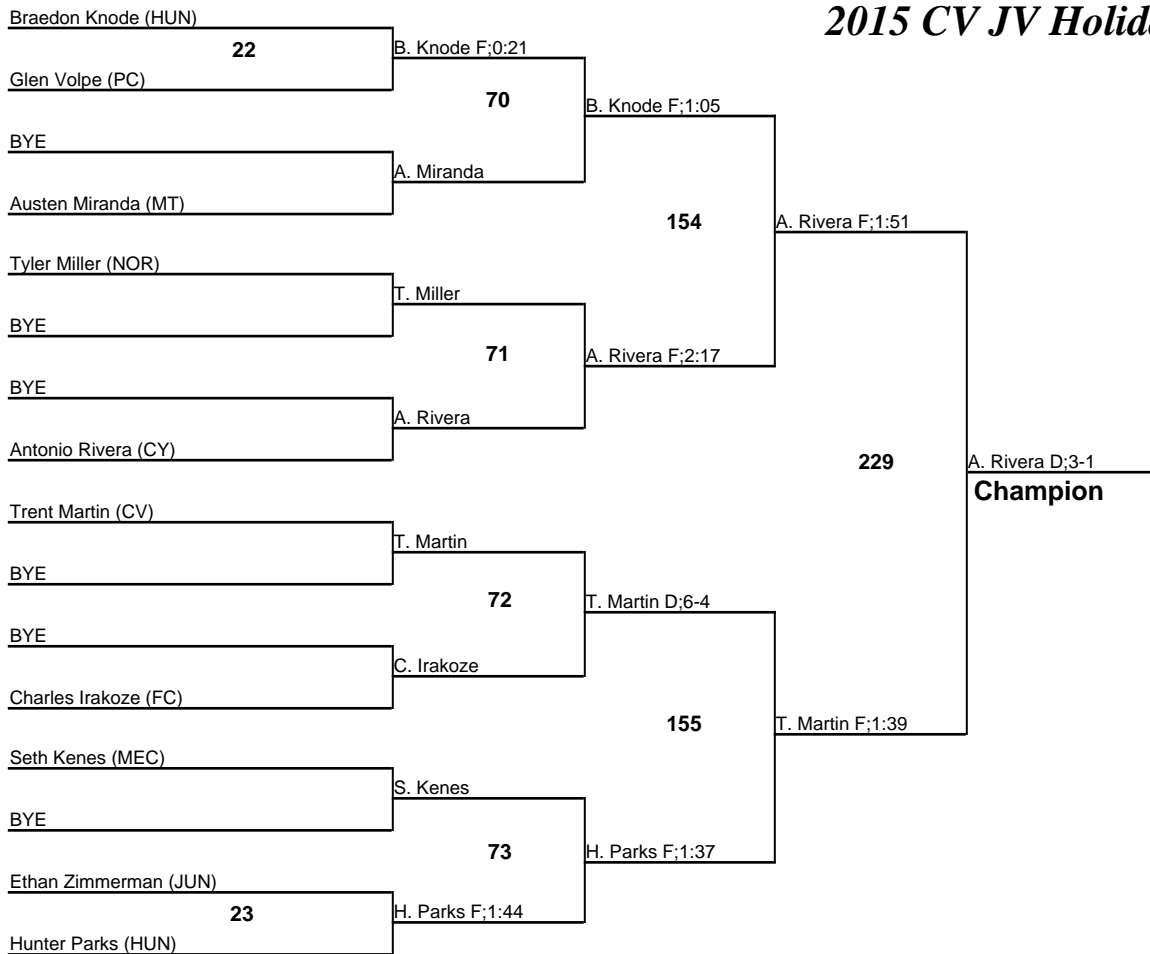 2015 CV JV Holida
Braedon Knode (HUN)
22
B. Knode F;0:21
Glen Volpe (PC)
70
B. Knode F;1:05
BYE
A. Miranda
Austen Miranda (MT)
154
A. Rivera F;1:51
Tyler Miller (NOR)
T. Miller
BYE
71
A. Rivera F;2:17
BYE
A. Rivera
Antonio Rivera (CY)
229
A. Rivera D;3-1
Champion
Trent Martin (CV)
T. Martin
BYE
72
T. Martin D;6-4
BYE
C. Irakoze
Charles Irakoze (FC)
155
T. Martin F;1:39
Seth Kenes (MEC)
S. Kenes
BYE
73
H. Parks F;1:37
Ethan Zimmerman (JUN)
23
H. Parks F;1:44
Hunter Parks (HUN)